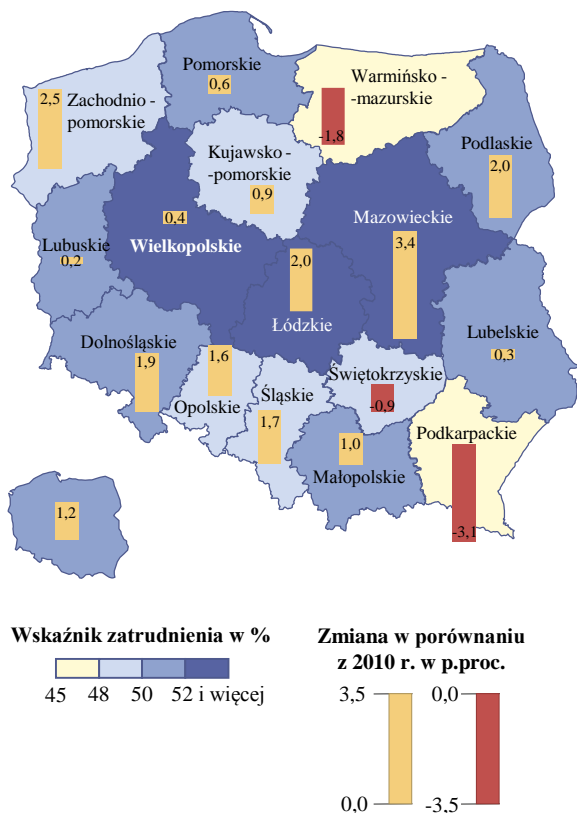 Pomorskie
0,6
Warmińsko -
-mazurskie
-1,8
2,5
Zachodnio -
pomorskie
Kujawsko -
-pomorskie
0,9
Podlaskie
2,0
0,4
Wielkopolskie
Mazowieckie
3,4
Lubuskie
0,2
2,0
Łódzkie
Lubelskie
0,3
Dolnośląskie
1,9
1,6
Opolskie
Śląskie
1,7
Świętokrzyskie
-0,9
Podkarpackie
-3,1
1,0
Małopolskie
1,2
Wskaźnik zatrudnienia w %
45 48 50 52 i więcej
Zmiana w porównaniu
z 2010 r. w p.proc.
3,5 0,0
0,0 -3,5